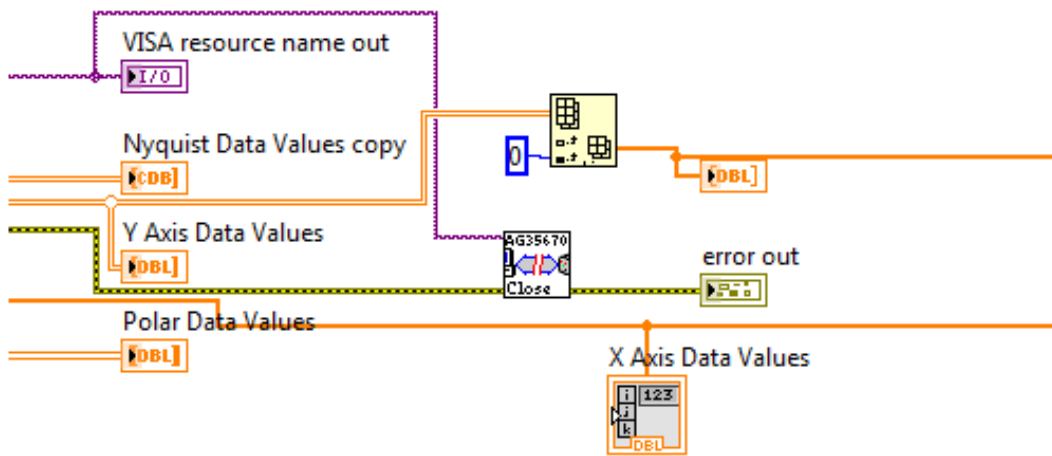 VISA resource name out
I/O
Nyquist Data Values copy
[CDB]
0
[DBL]
Y Axis Data Values
[DBL]
AG35670
Close
error out
Polar Data Values
[DBL]
X Axis Data Values
i
123
j
k
DBL